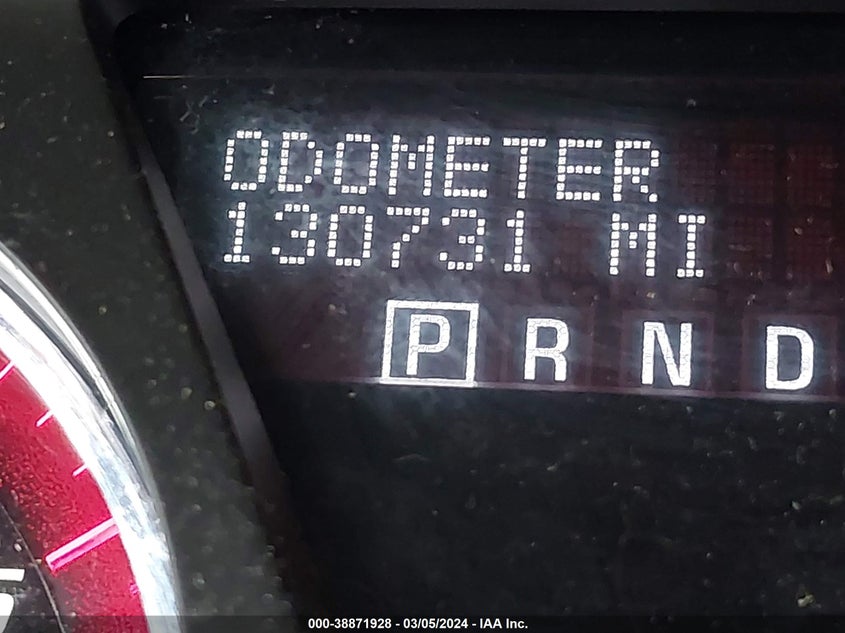 ODOMETER
130731 MI
P R N D
000-38871928 - 03/05/2024 - IAA Inc.